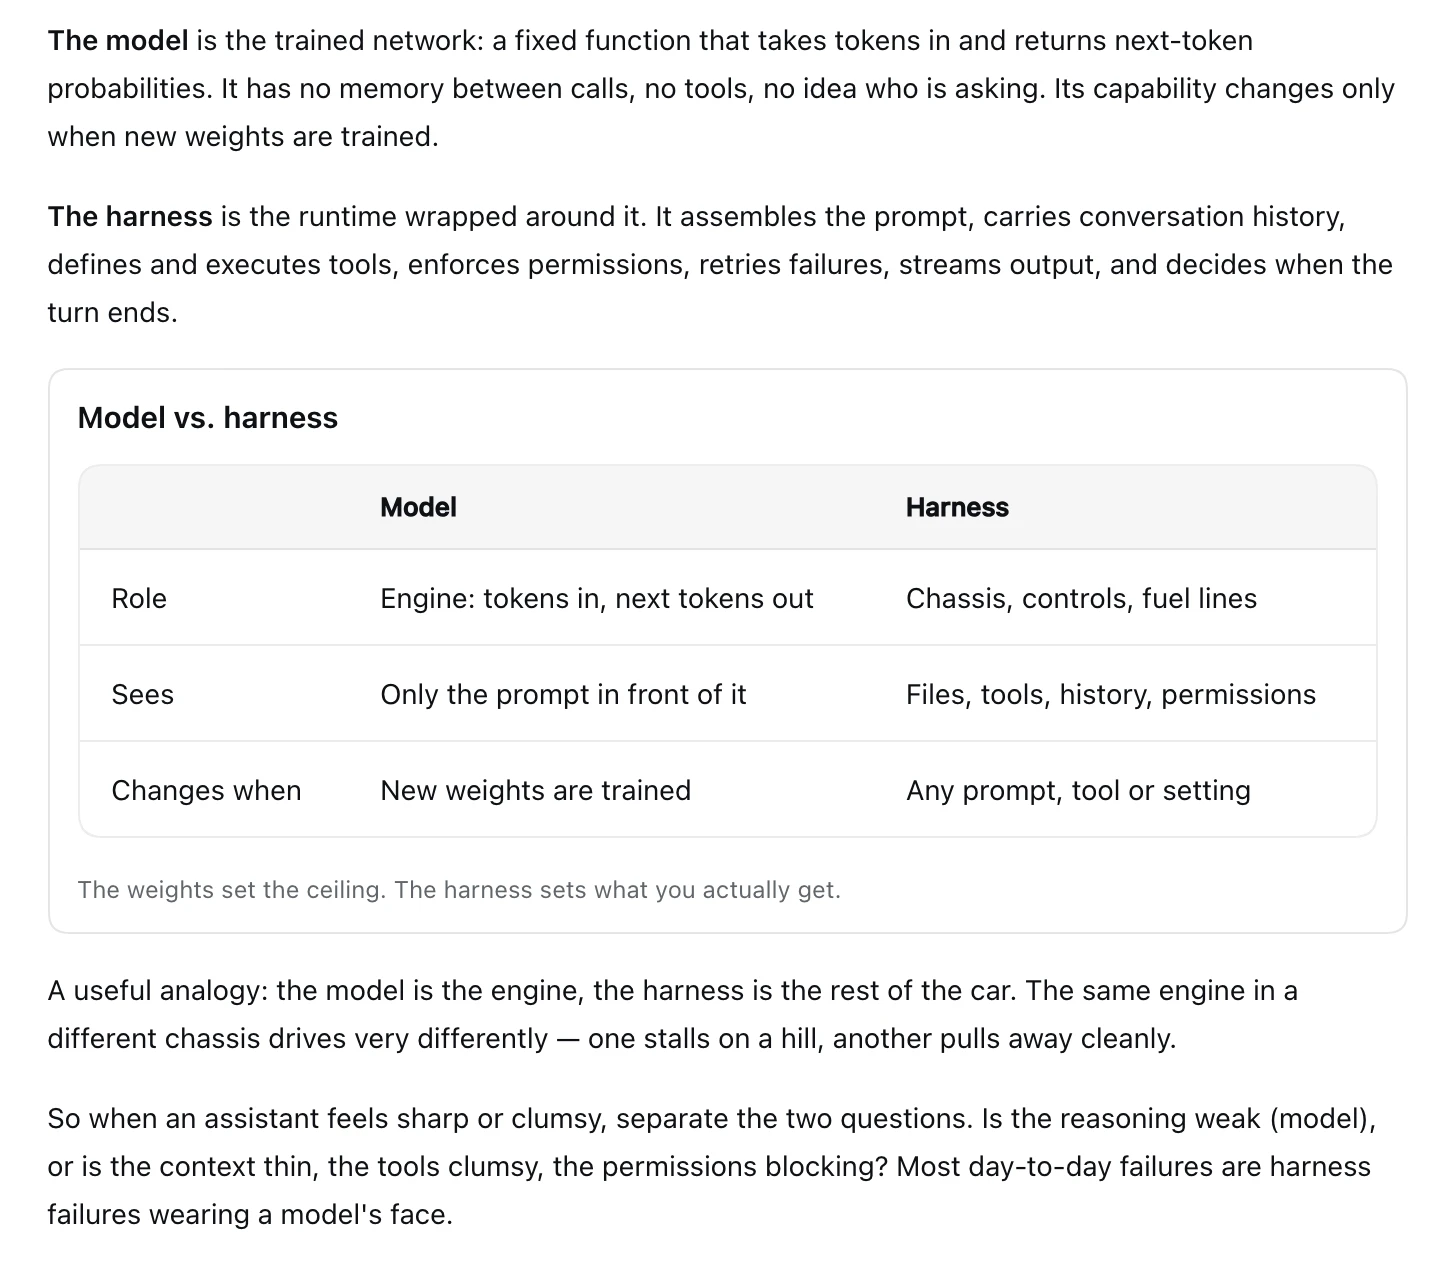 The model is the trained network: a fixed function that takes tokens in and returns next-token
probabilities. It has no memory between calls, no tools, no idea who is asking. Its capability changes only
when new weights are trained.
The harness is the runtime wrapped around it. It assembles the prompt, carries conversation history,
defines and executes tools, enforces permissions, retries failures, streams output, and decides when the
turn ends.
Model vs. harness
Model Harness
Role Engine: tokens in, next tokens out Chassis, controls, fuel lines
Sees Only the prompt in front of it Files, tools, history, permissions
Changes when New weights are trained Any prompt, tool or setting
The weights set the ceiling. The harness sets what you actually get.
A useful analogy: the model is the engine, the harness is the rest of the car. The same engine in a
different chassis drives very differently — one stalls on a hill, another pulls away cleanly.
So when an assistant feels sharp or clumsy, separate the two questions. Is the reasoning weak (model),
or is the context thin, the tools clumsy, the permissions blocking? Most day-to-day failures are harness
failures wearing a model's face.